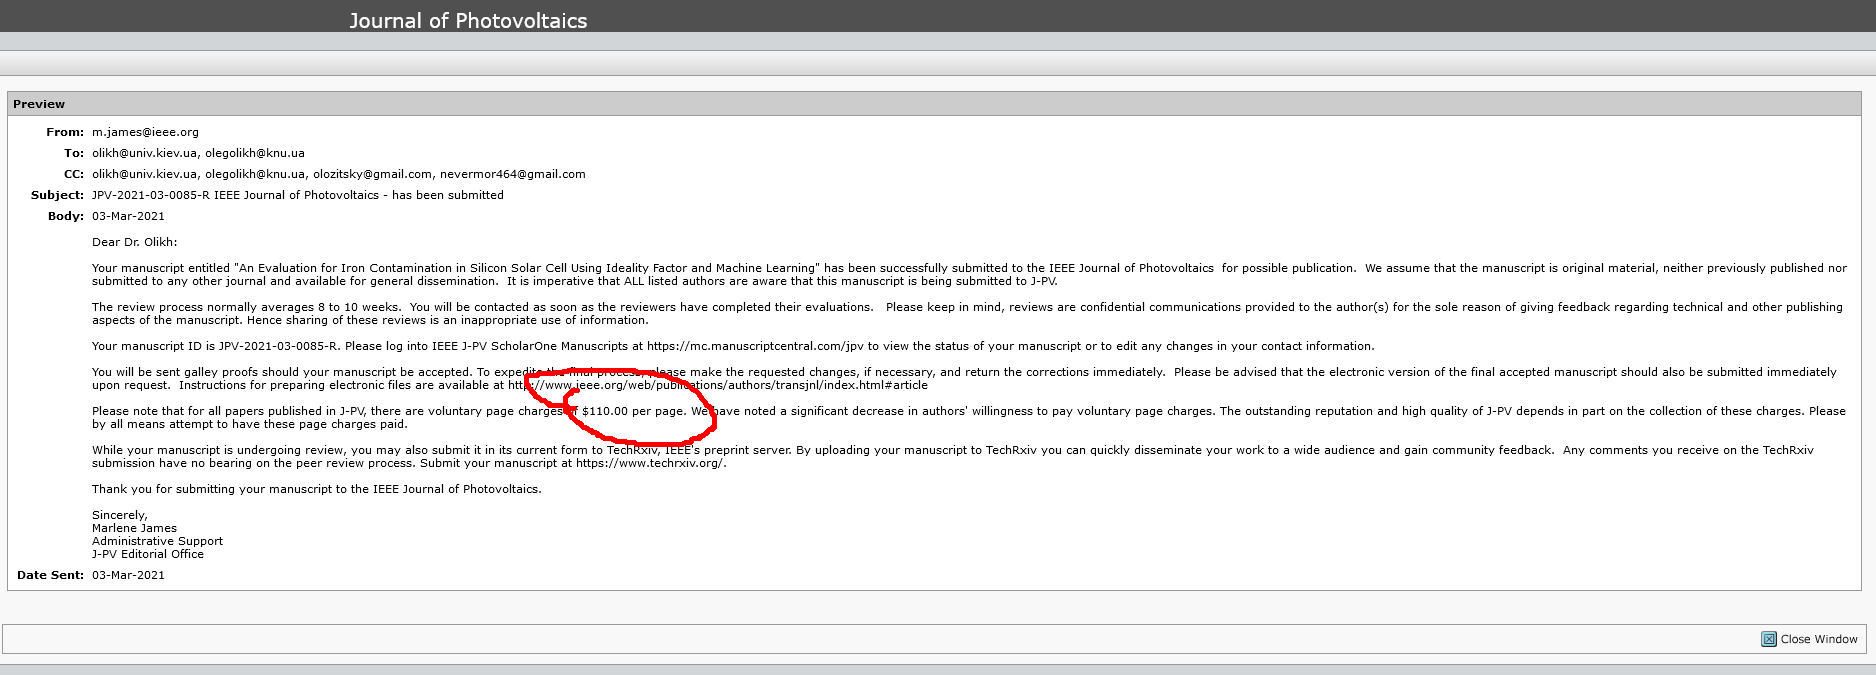 Journal of Photovoltaics
Preview
From: m.james@ieee.org
To: olikh@univ.kiev.ua, olegolikh@knu.ua
CC: olikh@univ.kiev.ua, olegolikh@knu.ua, olozitsky@gmail.com, nevermor464@gmail.com
Subject: JPV-2021-03-0085-R IEEE Journal of Photovoltaics - has been submitted
Body: 03-Mar-2021
Dear Dr. Olikh:
Your manuscript entitled "An Evaluation for Iron Contamination in Silicon Solar Cell Using Ideality Factor and Machine Learning" has been successfully submitted to the IEEE Journal of Photovoltaics  for possible publication.  We assume that the manuscript is original material, neither previously published nor
submitted to any other journal and available for general dissemination.  It is imperative that ALL listed authors are aware that this manuscript is being submitted to J-PV.
The review process normally averages 8 to 10 weeks.  You will be contacted as soon as the reviewers have completed their evaluations.   Please keep in mind, reviews are confidential communications provided to the author(s) for the sole reason of giving feedback regarding technical and other publishing
aspects of the manuscript. Hence sharing of these reviews is an inappropriate use of information.
Your manuscript ID is JPV-2021-03-0085-R. Please log into IEEE J-PV ScholarOne Manuscripts at https://mc.manuscriptcentral.com/jpv to view the status of your manuscript or to edit any changes in your contact information.
You will be sent galley proofs should your manuscript be accepted. To expedite the final process, please make the requested changes, if necessary, and return the corrections immediately.  Please be advised that the electronic version of the final accepted manuscript should also be submitted immediately
upon request.  Instructions for preparing electronic files are available at http://www.ieee.org/web/publications/authors/transjnl/index.html#article
Please note that for all papers published in J-PV, there are voluntary page charges $110.00 per page. We have noted a significant decrease in authors' willingness to pay voluntary page charges. The outstanding reputation and high quality of J-PV depends in part on the collection of these charges. Please
by all means attempt to have these page charges paid.
While your manuscript is undergoing review, you may also submit it in its current form to TechRxiv, IEEE's preprint server. By uploading your manuscript to TechRxiv you can quickly disseminate your work to a wide audience and gain community feedback.  Any comments you receive on the TechRxiv
submission have no bearing on the peer review process. Submit your manuscript at https://www.techrxiv.org/.
Thank you for submitting your manuscript to the IEEE Journal of Photovoltaics.
Sincerely,
Marlene James
Administrative Support
J-PV Editorial Office
Date Sent: 03-Mar-2021
Close Window